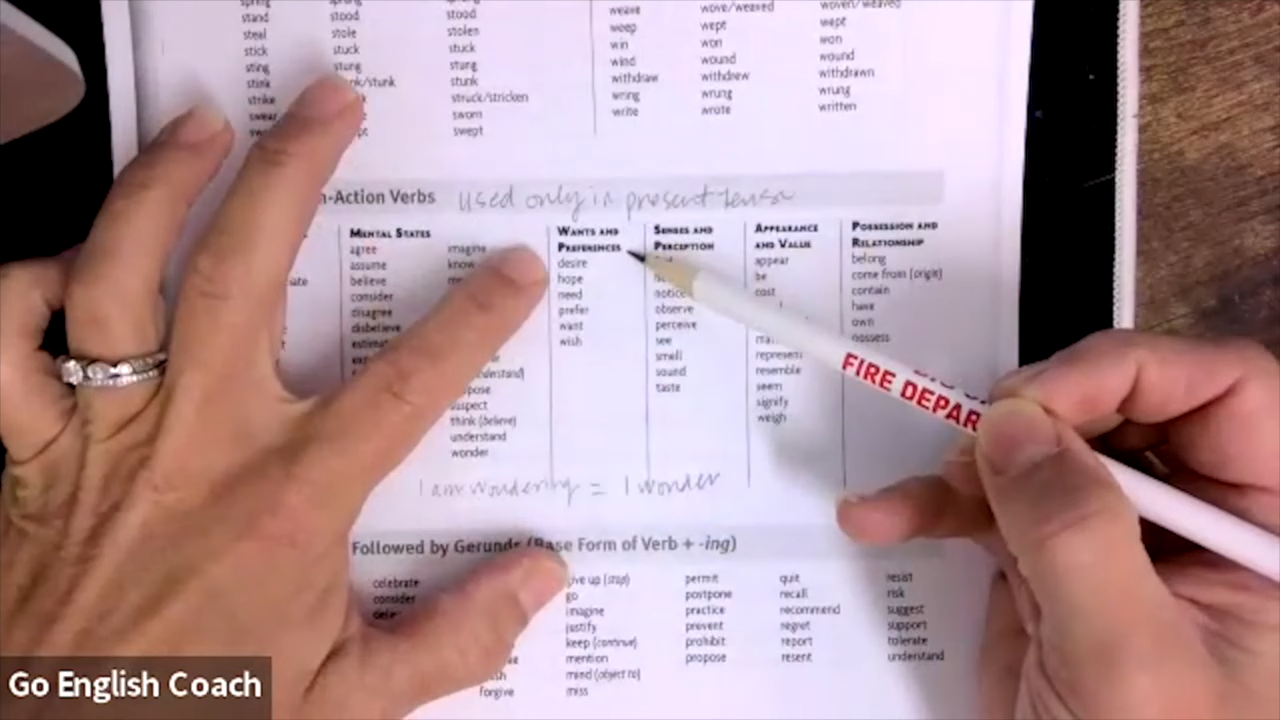 spring sprang sprung
stand stood stood
steal stole stolen
stick stuck stuck
sting stung stung
stink /stunk stunk
strike struck/stricken
swear sworn
swept
weave wove/weaved woven/weaved
weep wept wept
win won won
wind wound wound
withdraw withdrew withdrawn
wring wrung wrung
write wrote written
-Action Verbs used only in present tense
MENTAL STATES
agree
assume
believe
consider
disagree
disbelieve
imagine
know
suspect
think (believe)
understand
wonder
WANTS AND
PREFERENCES
desire
hope
need
prefer
want
wish
SENSES AND
PERCEPTION
notice
observe
perceive
see
smell
sound
taste
APPEARANCE
AND VALUE
appear
be
cost
represent
resemble
seem
signify
weigh
POSSESSION AND
RELATIONSHIP
belong
come from (origin)
contain
have
own
possess
I am wondering = I wonder
Followed by Gerunds (Base Form of Verb + -ing)
celebrate
consider
give up (stop)
go
imagine
justify
keep (continue)
mention
forgive
mind (object to)
miss
permit
postpone
practice
prevent
prohibit
propose
quit
recall
recommend
regret
report
resent
resist
risk
suggest
support
tolerate
understand
FIRE DEPAR
Go English Coach